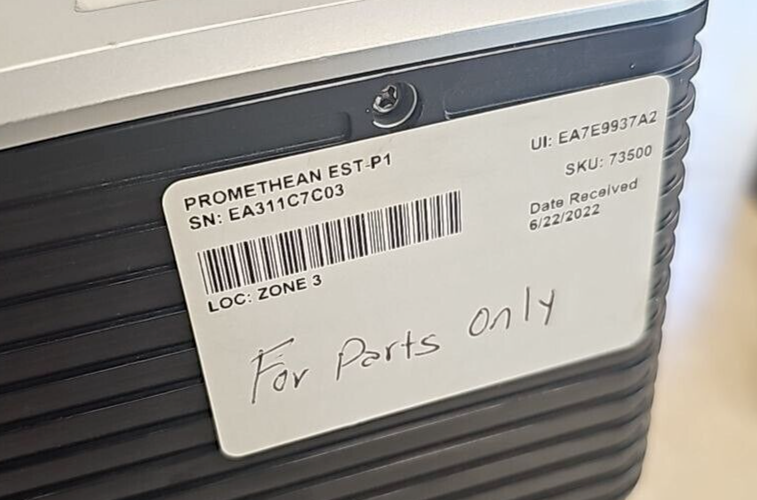 PROMETHEAN EST-P1
SN: EA311C7C03
LOC: ZONE 3
UI: EA7E9937A2
SKU: 73500
Date Received
6/22/2022
For Parts Only